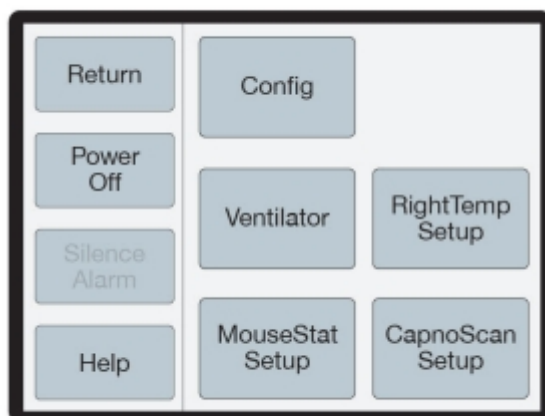 Return
Power
Off
Silence
Alarm
Help
Config
Ventilator
RightTemp
Setup
MouseStat
Setup
CapnoScan
Setup